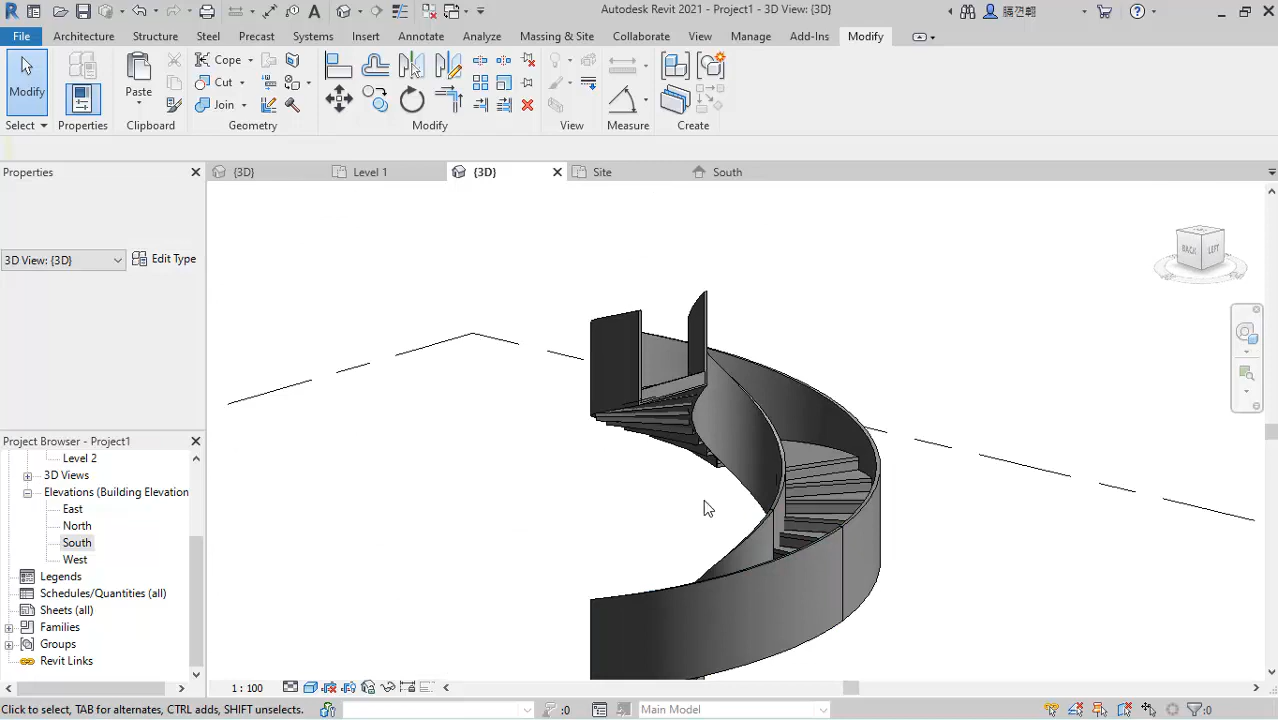 Autodesk Revit 2021 - Project1 - 3D View: {3D}
File Architecture Structure Steel Precast Systems Insert Annotate Analyze Massing & Site Collaborate View Manage Add-Ins Modify
Modify
Paste
Cope
Cut
Join
Select Properties Clipboard Geometry Modify View Measure Create
Properties
{3D} Level 1 {3D} Site South
3D View: {3D} Edit Type
BACK LEFT
Project Browser - Project1
Level 2
3D Views
Elevations (Building Elevation
East
North
South
West
Legends
Schedules/Quantities (all)
Sheets (all)
Families
Groups
Revit Links
1 : 100
Click to select, TAB for alternates, CTRL adds, SHIFT unselects.
:0
Main Model
:0